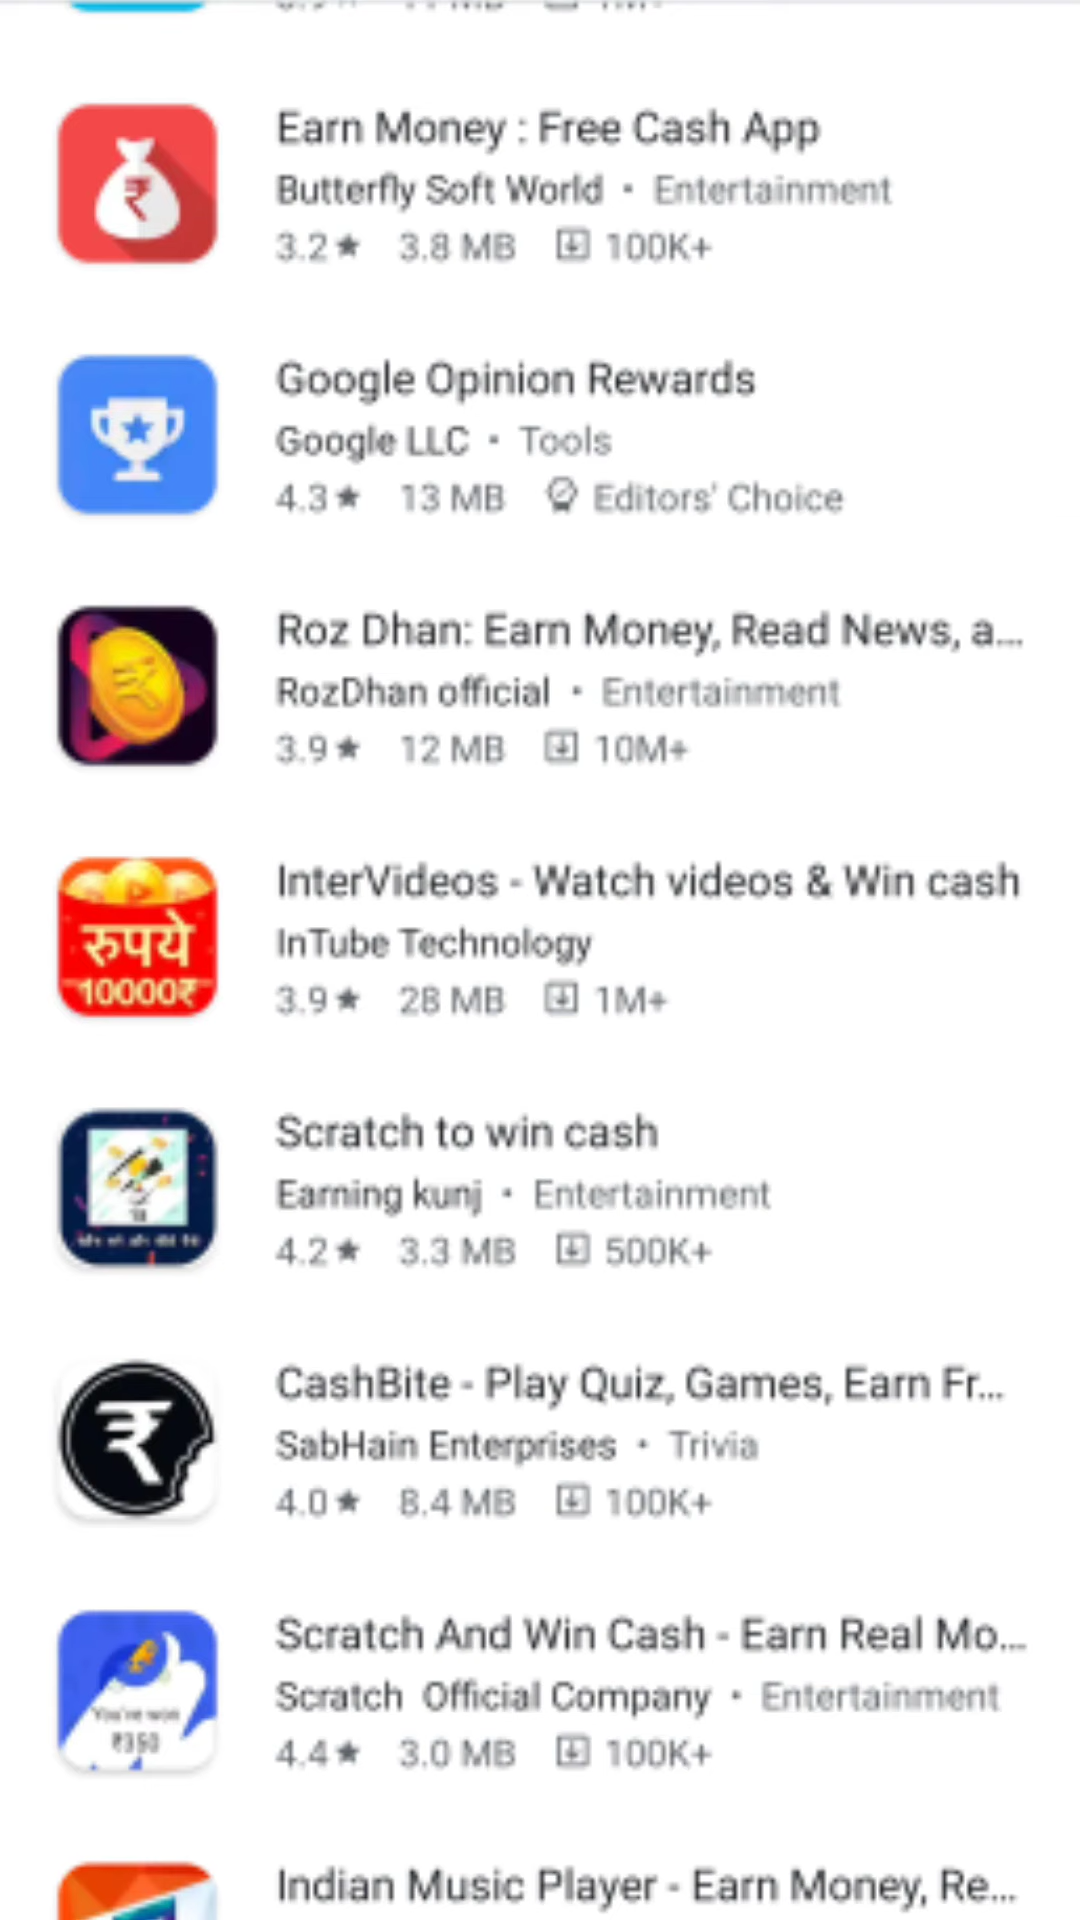 Earn Money : Free Cash App
Butterfly Soft World • Entertainment
3.2★ 3.8 MB 100K+
Google Opinion Rewards
Google LLC • Tools
4.3★ 13 MB Editors' Choice
Roz Dhan: Earn Money, Read News, a...
RozDhan official • Entertainment
3.9★ 12 MB 10M+
रुपये
10000₹
InterVideos - Watch videos & Win cash
InTube Technology
3.9★ 28 MB 1M+
Scratch to win cash
Earning kunj • Entertainment
4.2★ 3.3 MB 500K+
CashBite - Play Quiz, Games, Earn Fr...
SabHain Enterprises • Trivia
4.0★ 8.4 MB 100K+
You've won
₹350
Scratch And Win Cash - Earn Real Mo...
Scratch Official Company • Entertainment
4.4★ 3.0 MB 100K+
Indian Music Player - Earn Money, Re...